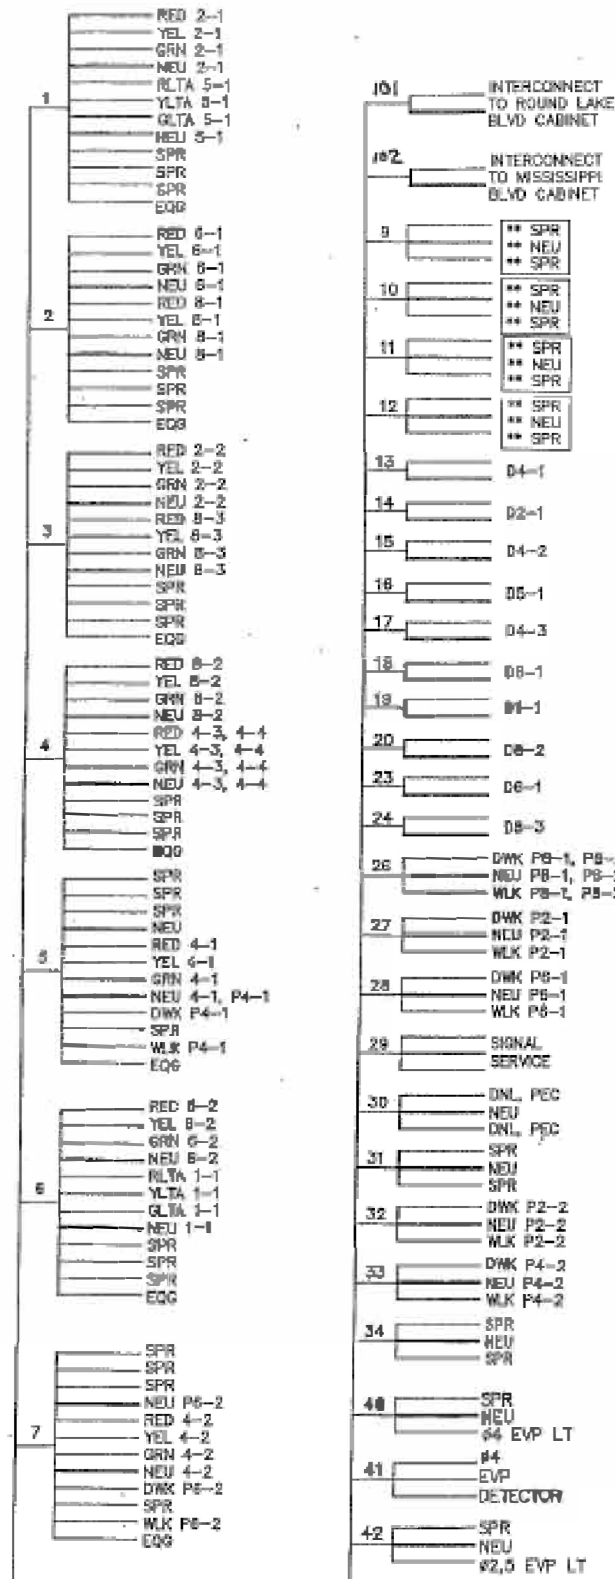 1
RED 2-1
YEL 2-1
GRN 2-1
NEU 2-1
RLTA 5-1
YLTA 5-1
GLTA 5-1
NEU 5-1
SPR
SPR
SPR
EQG
2
RED 6-1
YEL 6-1
GRN 6-1
NEU 6-1
RED 8-1
YEL 8-1
GRN 8-1
NEU 8-1
SPR
SPR
SPR
EQG
3
RED 2-2
YEL 2-2
GRN 2-2
NEU 2-2
RED 8-3
YEL 8-3
GRN 8-3
NEU 8-3
SPR
SPR
SPR
EQG
4
RED 8-2
YEL 8-2
GRN 8-2
NEU 8-2
RED 4-3, 4-4
YEL 4-3, 4-4
GRN 4-3, 4-4
NEU 4-3, 4-4
SPR
SPR
SPR
EQG
5
SPR
SPR
SPR
NEU
RED 4-1
YEL 4-1
GRN 4-1
NEU 4-1, P4-1
DWK P4-1
SPR
WLK P4-1
EQG
6
RED 6-2
YEL 6-2
GRN 6-2
NEU 6-2
RLTA 1-1
YLTA 1-1
GLTA 1-1
NEU 1-1
SPR
SPR
SPR
EQG
7
SPR
SPR
SPR
NEU P6-2
RED 4-2
YEL 4-2
GRN 4-2
NEU 4-2
DWK P6-2
SPR
WLK P6-2
EQG
101
INTERCONNECT
TO ROUND LAKE
BLVD CABINET
102
INTERCONNECT
TO MISSISSIPPI
BLVD CABINET
9
** SPR
** NEU
** SPR
10
** SPR
** NEU
** SPR
11
** SPR
** NEU
** SPR
12
** SPR
** NEU
** SPR
13
D4-1
14
D2-1
15
D4-2
16
D5-1
17
D4-3
18
D8-1
19
D1-1
20
D8-2
23
D6-1
24
D8-3
26
DWK P8-1, P8-
NEU P8-1, P8-
WLK P8-1, P8-
27
DWK P2-1
NEU P2-1
WLK P2-1
28
DWK P6-1
NEU P6-1
WLK P6-1
29
SIGNAL
SERVICE
30
DNL, PEC
NEU
DNL, PEC
31
SPR
NEU
SPR
32
DWK P2-2
NEU P2-2
WLK P2-2
33
DWK P4-2
NEU P4-2
WLK P4-2
34
SPR
NEU
SPR
40
SPR
NEU
ø4 EVP LT
41
ø4
EVP
DETECTOR
42
SPR
NEU
ø2,5 EVP LT